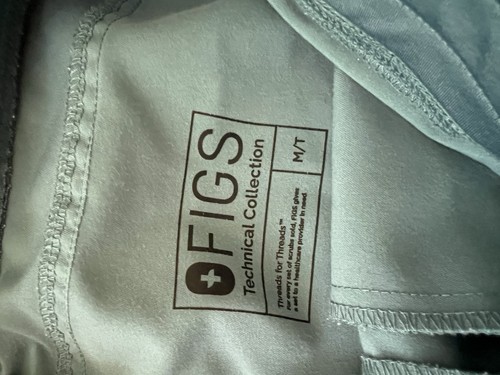 FIGS
Technical Collection
M/T
Threads for Threads™
For every set of scrubs sold, FIGS gives
a set to a healthcare provider in need